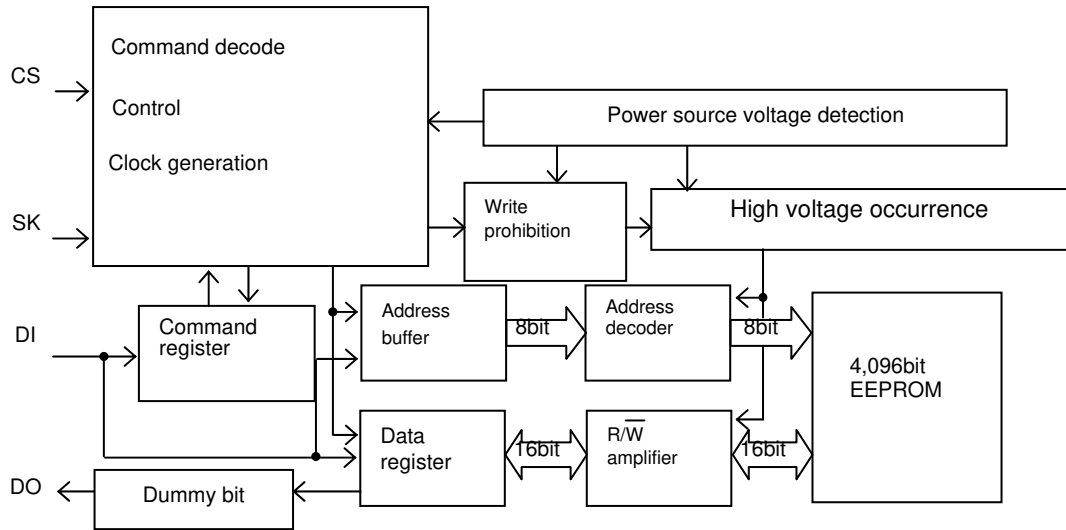 Command decode
CS
Control
Power source voltage detection
Clock generation
Write
prohibition
High voltage occurrence
SK
Address
buffer
8bit
Address
decoder
8bit
DI
Command
register
4,096bit
EEPROM
Data
register
16bit
R/W̅
amplifier
16bit
DO
Dummy bit